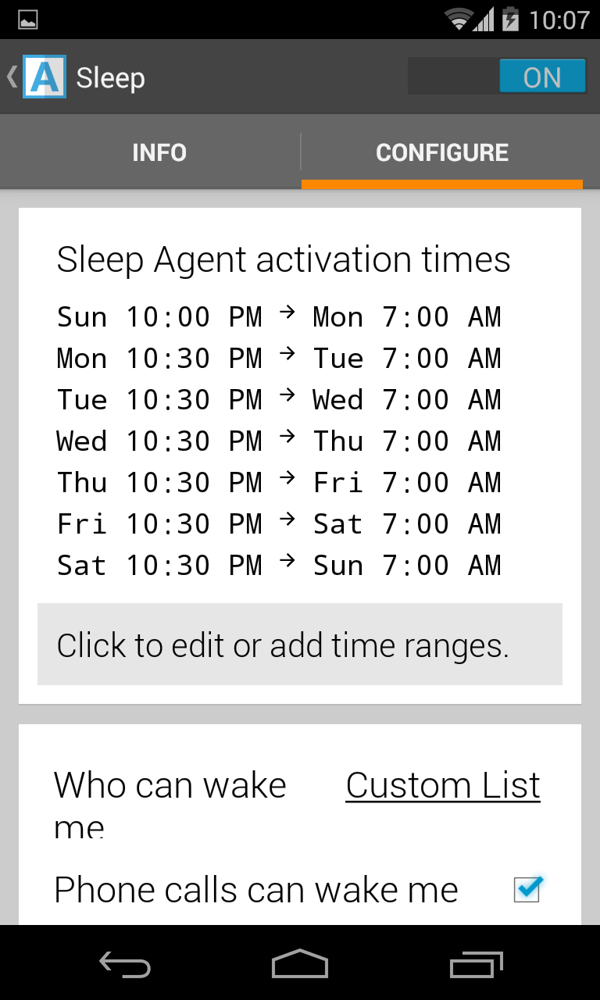 10:07
A Sleep ON
INFO CONFIGURE
Sleep Agent activation times
Sun 10:00 PM → Mon 7:00 AM
Mon 10:30 PM → Tue 7:00 AM
Tue 10:30 PM → Wed 7:00 AM
Wed 10:30 PM → Thu 7:00 AM
Thu 10:30 PM → Fri 7:00 AM
Fri 10:30 PM → Sat 7:00 AM
Sat 10:30 PM → Sun 7:00 AM
Click to edit or add time ranges.
Who can wake Custom List
me
Phone calls can wake me